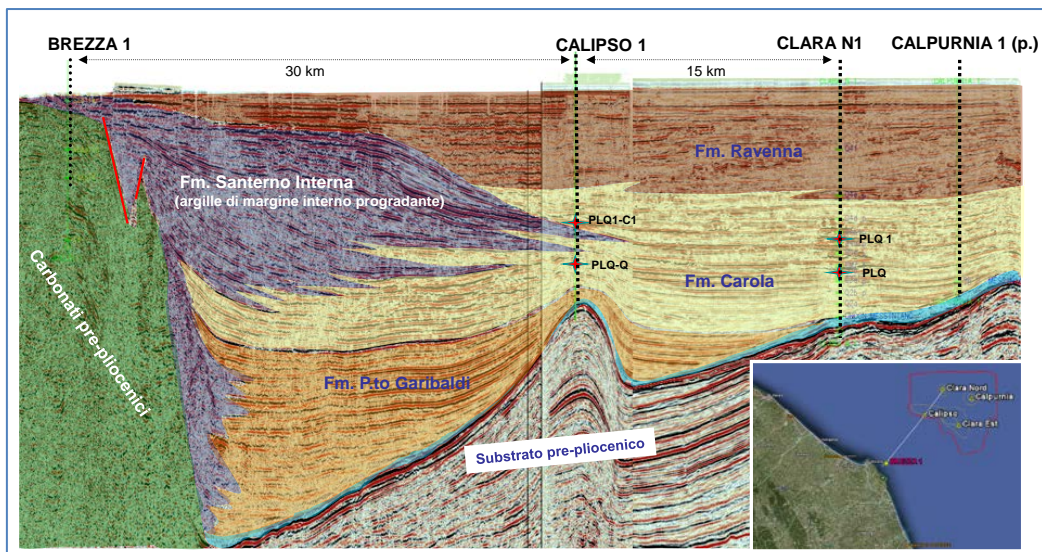 BREZZA 1
CALIPSO 1
CLARA N1
CALPURNIA 1 (p.)
30 km
15 km
Fm. Ravenna
Fm. Santerno Interna
(argille di margine interno progradante)
PLQ1-C1
PLQ 1
PLQ-Q
PLQ
Fm. Carola
Carbonati pre-pliocenici
Fm. P.to Garibaldi
Substrato pre-pliocenico
Clara Nord
Calpurnia
Calipso
Clara Est